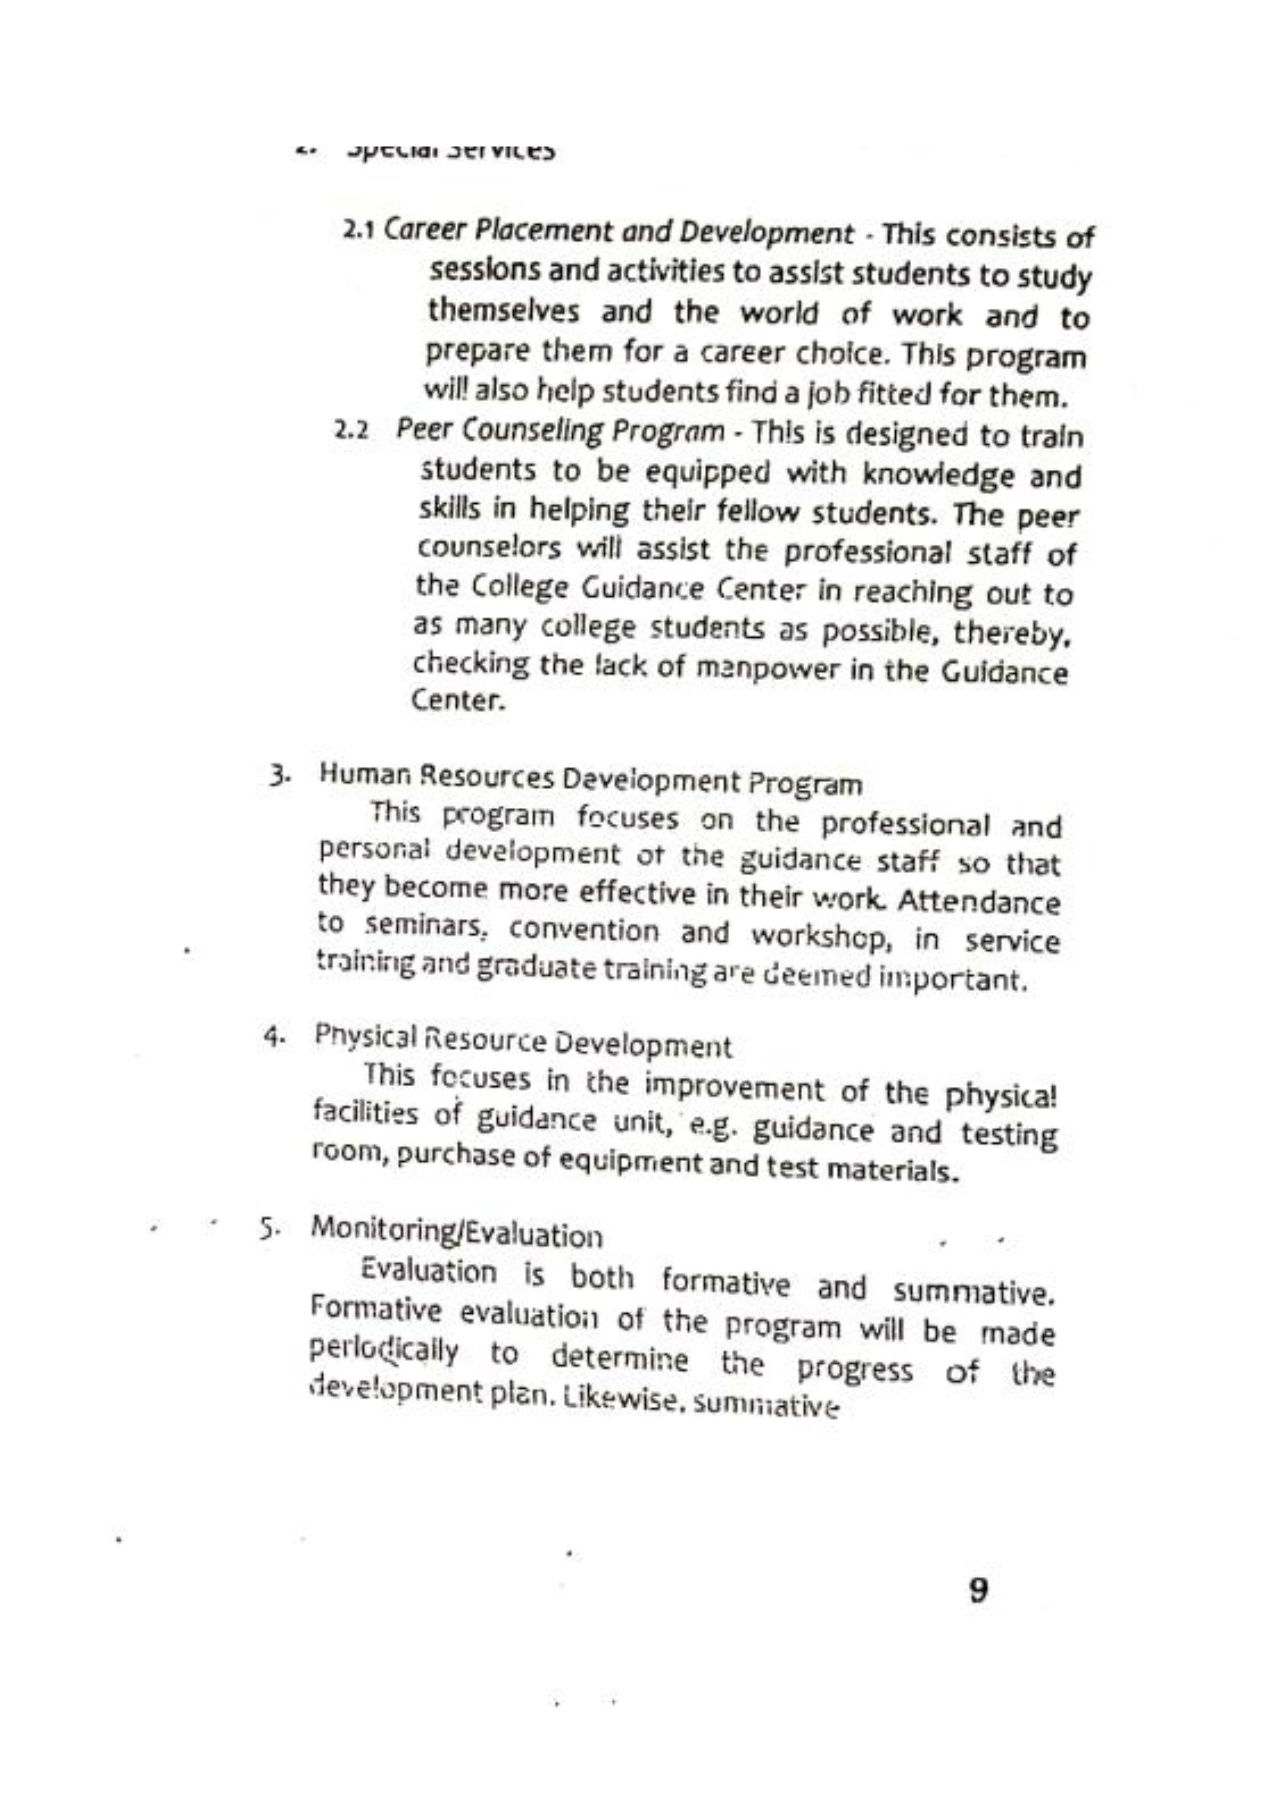 2. Special Services
2.1 Career Placement and Development - This consists of
sessions and activities to assist students to study
themselves and the world of work and to
prepare them for a career choice. This program
will also help students find a job fitted for them.
2.2 Peer Counseling Program - This is designed to train
students to be equipped with knowledge and
skills in helping their fellow students. The peer
counselors will assist the professional staff of
the College Guidance Center in reaching out to
as many college students as possible, thereby,
checking the lack of manpower in the Guidance
Center.
3. Human Resources Development Program
This program focuses on the professional and
personal development of the guidance staff so that
they become more effective in their work. Attendance
to seminars, convention and workshop, in service
training and graduate training are deemed important.
4. Physical Resource Development
This focuses in the improvement of the physical
facilities of guidance unit, e.g. guidance and testing
room, purchase of equipment and test materials.
5. Monitoring/Evaluation
Evaluation is both formative and summative.
Formative evaluation of the program will be made
periodically to determine the progress of the
development plan. Likewise, summative
9